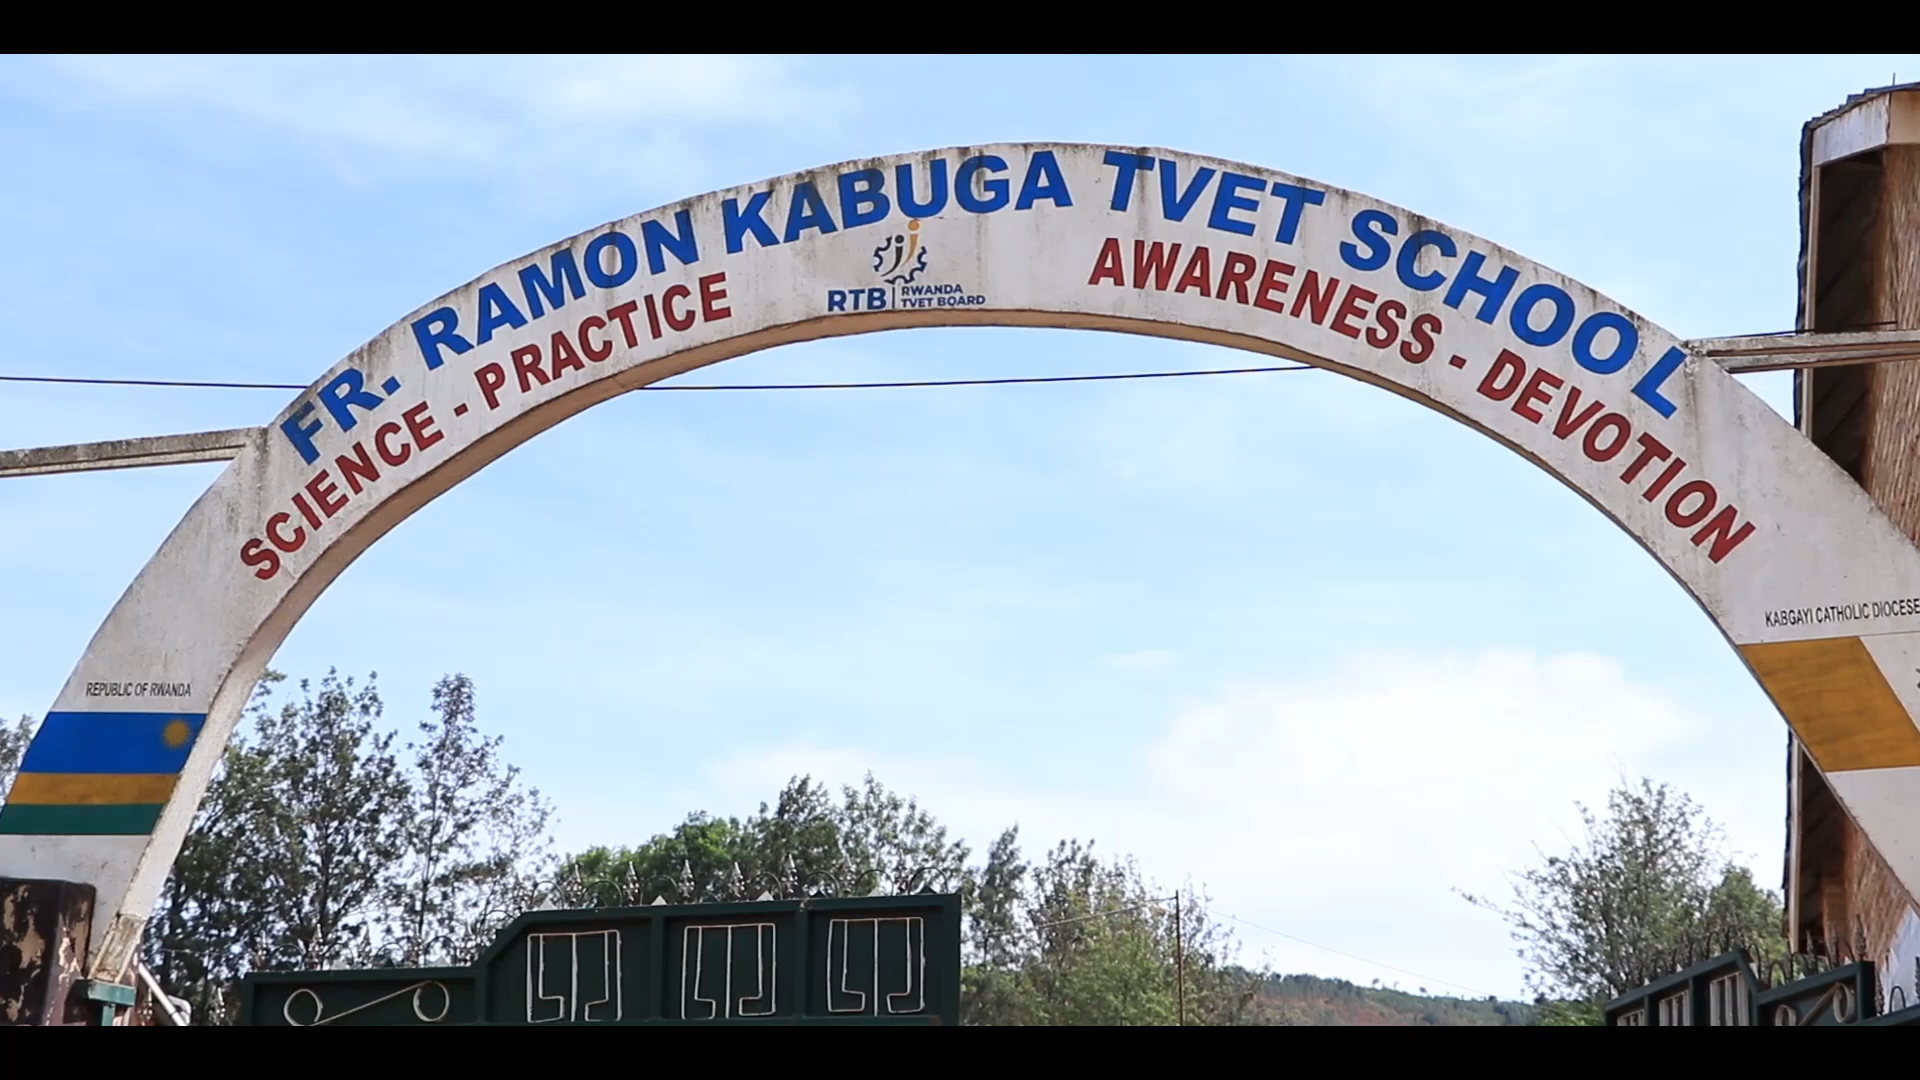 FR. RAMON KABUGA TVET SCHOOL
SCIENCE - PRACTICE
AWARENESS - DEVOTION
RTB
RWANDA
TVET BOARD
REPUBLIC OF RWANDA
KABGAYI CATHOLIC DIOCESE